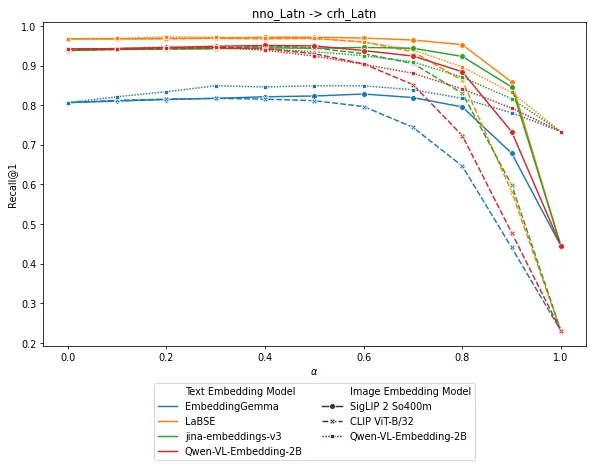 nno_Latn -> crh_Latn
Recall@1
1.0
0.9
0.8
0.7
0.6
0.5
0.4
0.3
0.2
0.0 0.2 0.4 0.6 0.8 1.0
α
Text Embedding Model Image Embedding Model
EmbeddingGemma SigLIP 2 So400m
LaBSE CLIP ViT-B/32
jina-embeddings-v3 Qwen-VL-Embedding-2B
Qwen-VL-Embedding-2B